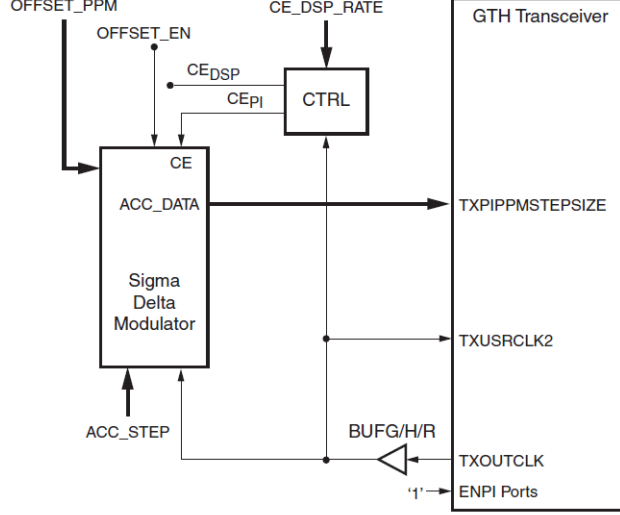 OFFSET_PPM
CE_DSP_RATE
GTH Transceiver
OFFSET_EN
CEDSP
CEPI
CTRL
CE
ACC_DATA
TXPIPPMSTEPSIZE
Sigma
Delta
Modulator
TXUSRCLK2
ACC_STEP
BUFG/H/R
TXOUTCLK
'1'
ENPI Ports